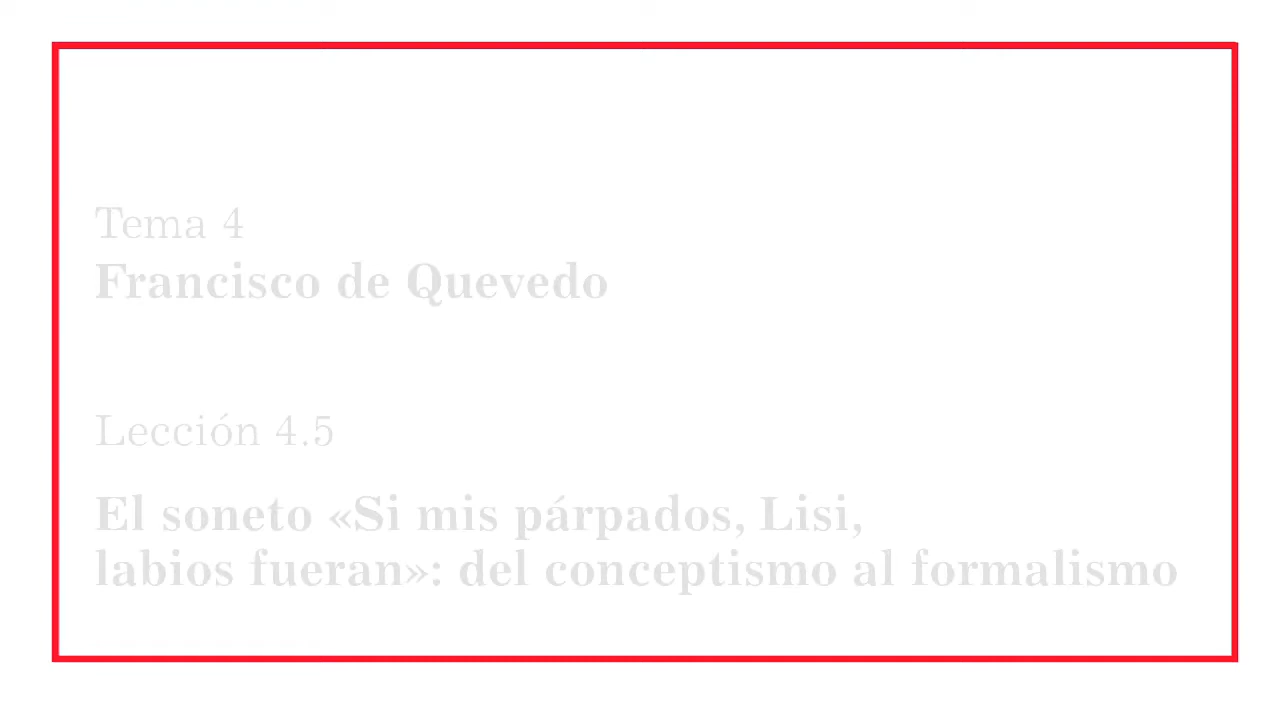 Tema 4
Francisco de Quevedo
Lección 4.5
El soneto «Si mis párpados, Lisi,
labios fueran»: del conceptismo al formalismo